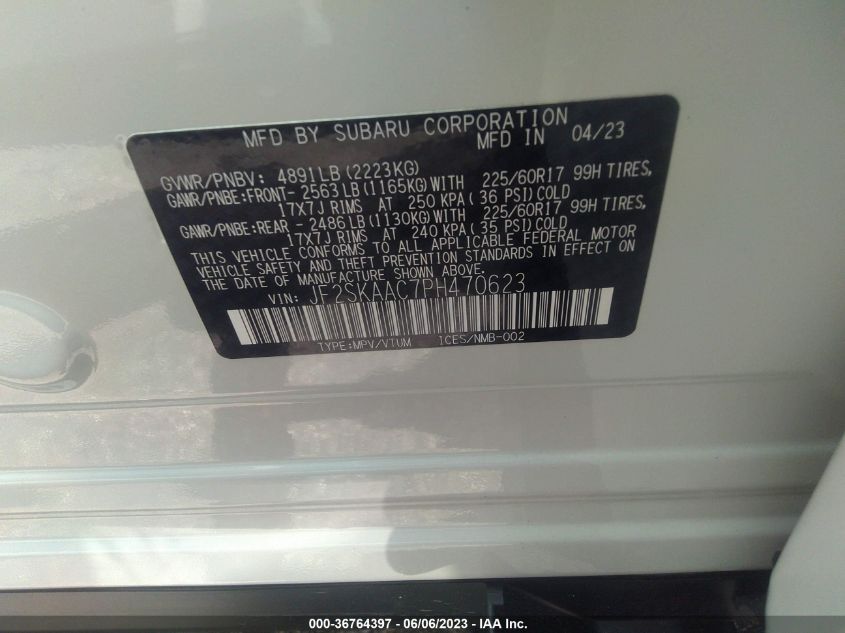 MFD BY SUBARU CORPORATION
MFD IN 04/23
GVWR/PNBV: 4891LB(2223KG)
GAWR/PNBE:FRONT- 2563LB(1165KG)WITH 225/60R17 99H TIRES,
17X7J RIMS AT 250 KPA( 36 PSI)COLD
GAWR/PNBE:REAR - 2486LB(1130KG)WITH 225/60R17 99H TIRES,
17X7J RIMS AT 240 KPA( 35 PSI)COLD
THIS VEHICLE CONFORMS TO ALL APPLICABLE FEDERAL MOTOR
VEHICLE SAFETY AND THEFT PREVENTION STANDARDS IN EFFECT ON
THE DATE OF MANUFACTURE SHOWN ABOVE.
VIN: JF2SKAAC7PH470623
TYPE:MPV/VTUM ICES/NMB-002
000-36764397 - 06/06/2023 - IAA Inc.